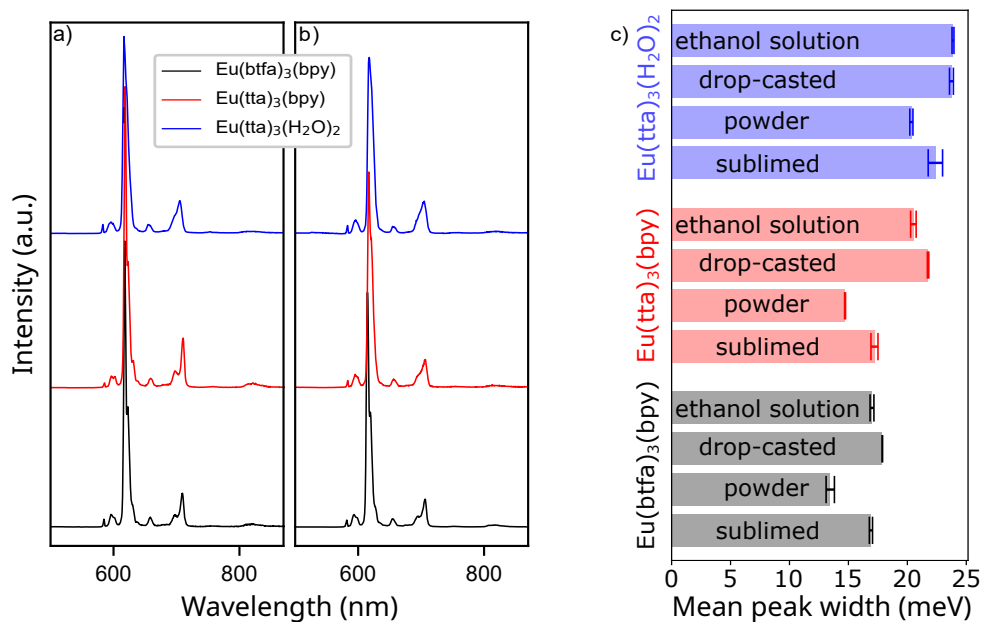 a)
b)
Eu(btfa)₃(bpy)
Eu(tta)₃(bpy)
Eu(tta)₃(H₂O)₂
Intensity (a.u.)
600
800
600
800
Wavelength (nm)
c)
Eu(tta)₃(H₂O)₂
ethanol solution
drop-casted
powder
sublimed
Eu(tta)₃(bpy)
ethanol solution
drop-casted
powder
sublimed
Eu(btfa)₃(bpy)
ethanol solution
drop-casted
powder
sublimed
0 5 10 15 20 25
Mean peak width (meV)